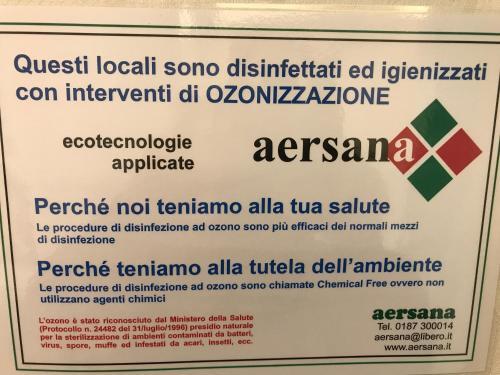 Questi locali sono disinfettati ed igienizzati
con interventi di OZONIZZAZIONE
ecotecnologie
applicate
aersana
Perché noi teniamo alla tua salute
Le procedure di disinfezione ad ozono sono più efficaci dei normali mezzi
di disinfezione
Perché teniamo alla tutela dell'ambiente
Le procedure di disinfezione ad ozono sono chiamate Chemical Free ovvero non
utilizzano agenti chimici
L'ozono è stato riconosciuto dal Ministero della Salute
(Protocollo n. 24482 del 31/luglio/1996) presidio naturale
per la sterilizzazione di ambienti contaminati da batteri,
virus, spore, muffe ed infestati da acari, insetti, ecc.
aersana
Tel. 0187 300014
aersana@libero.it
www.aersana.it